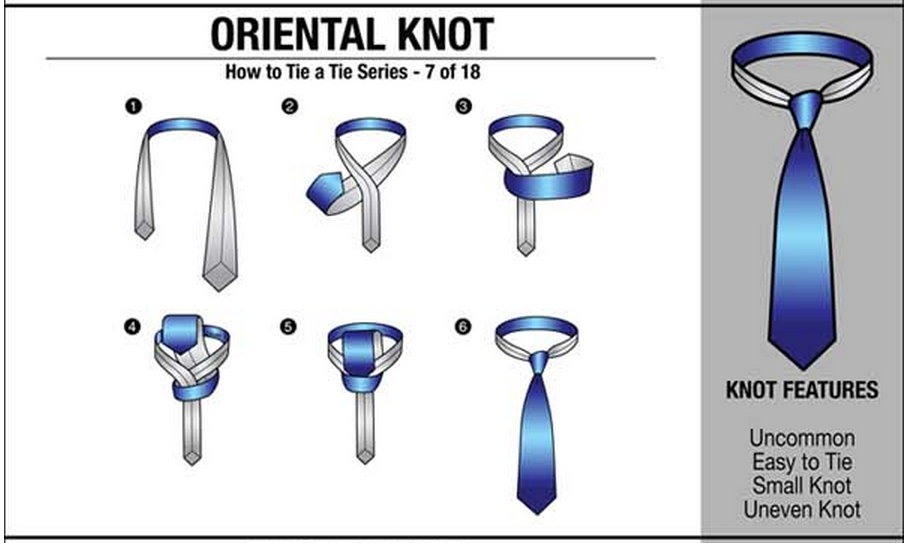 ORIENTAL KNOT
How to Tie a Tie Series - 7 of 18
1
2
3
4
5
6
KNOT FEATURES
Uncommon
Easy to Tie
Small Knot
Uneven Knot